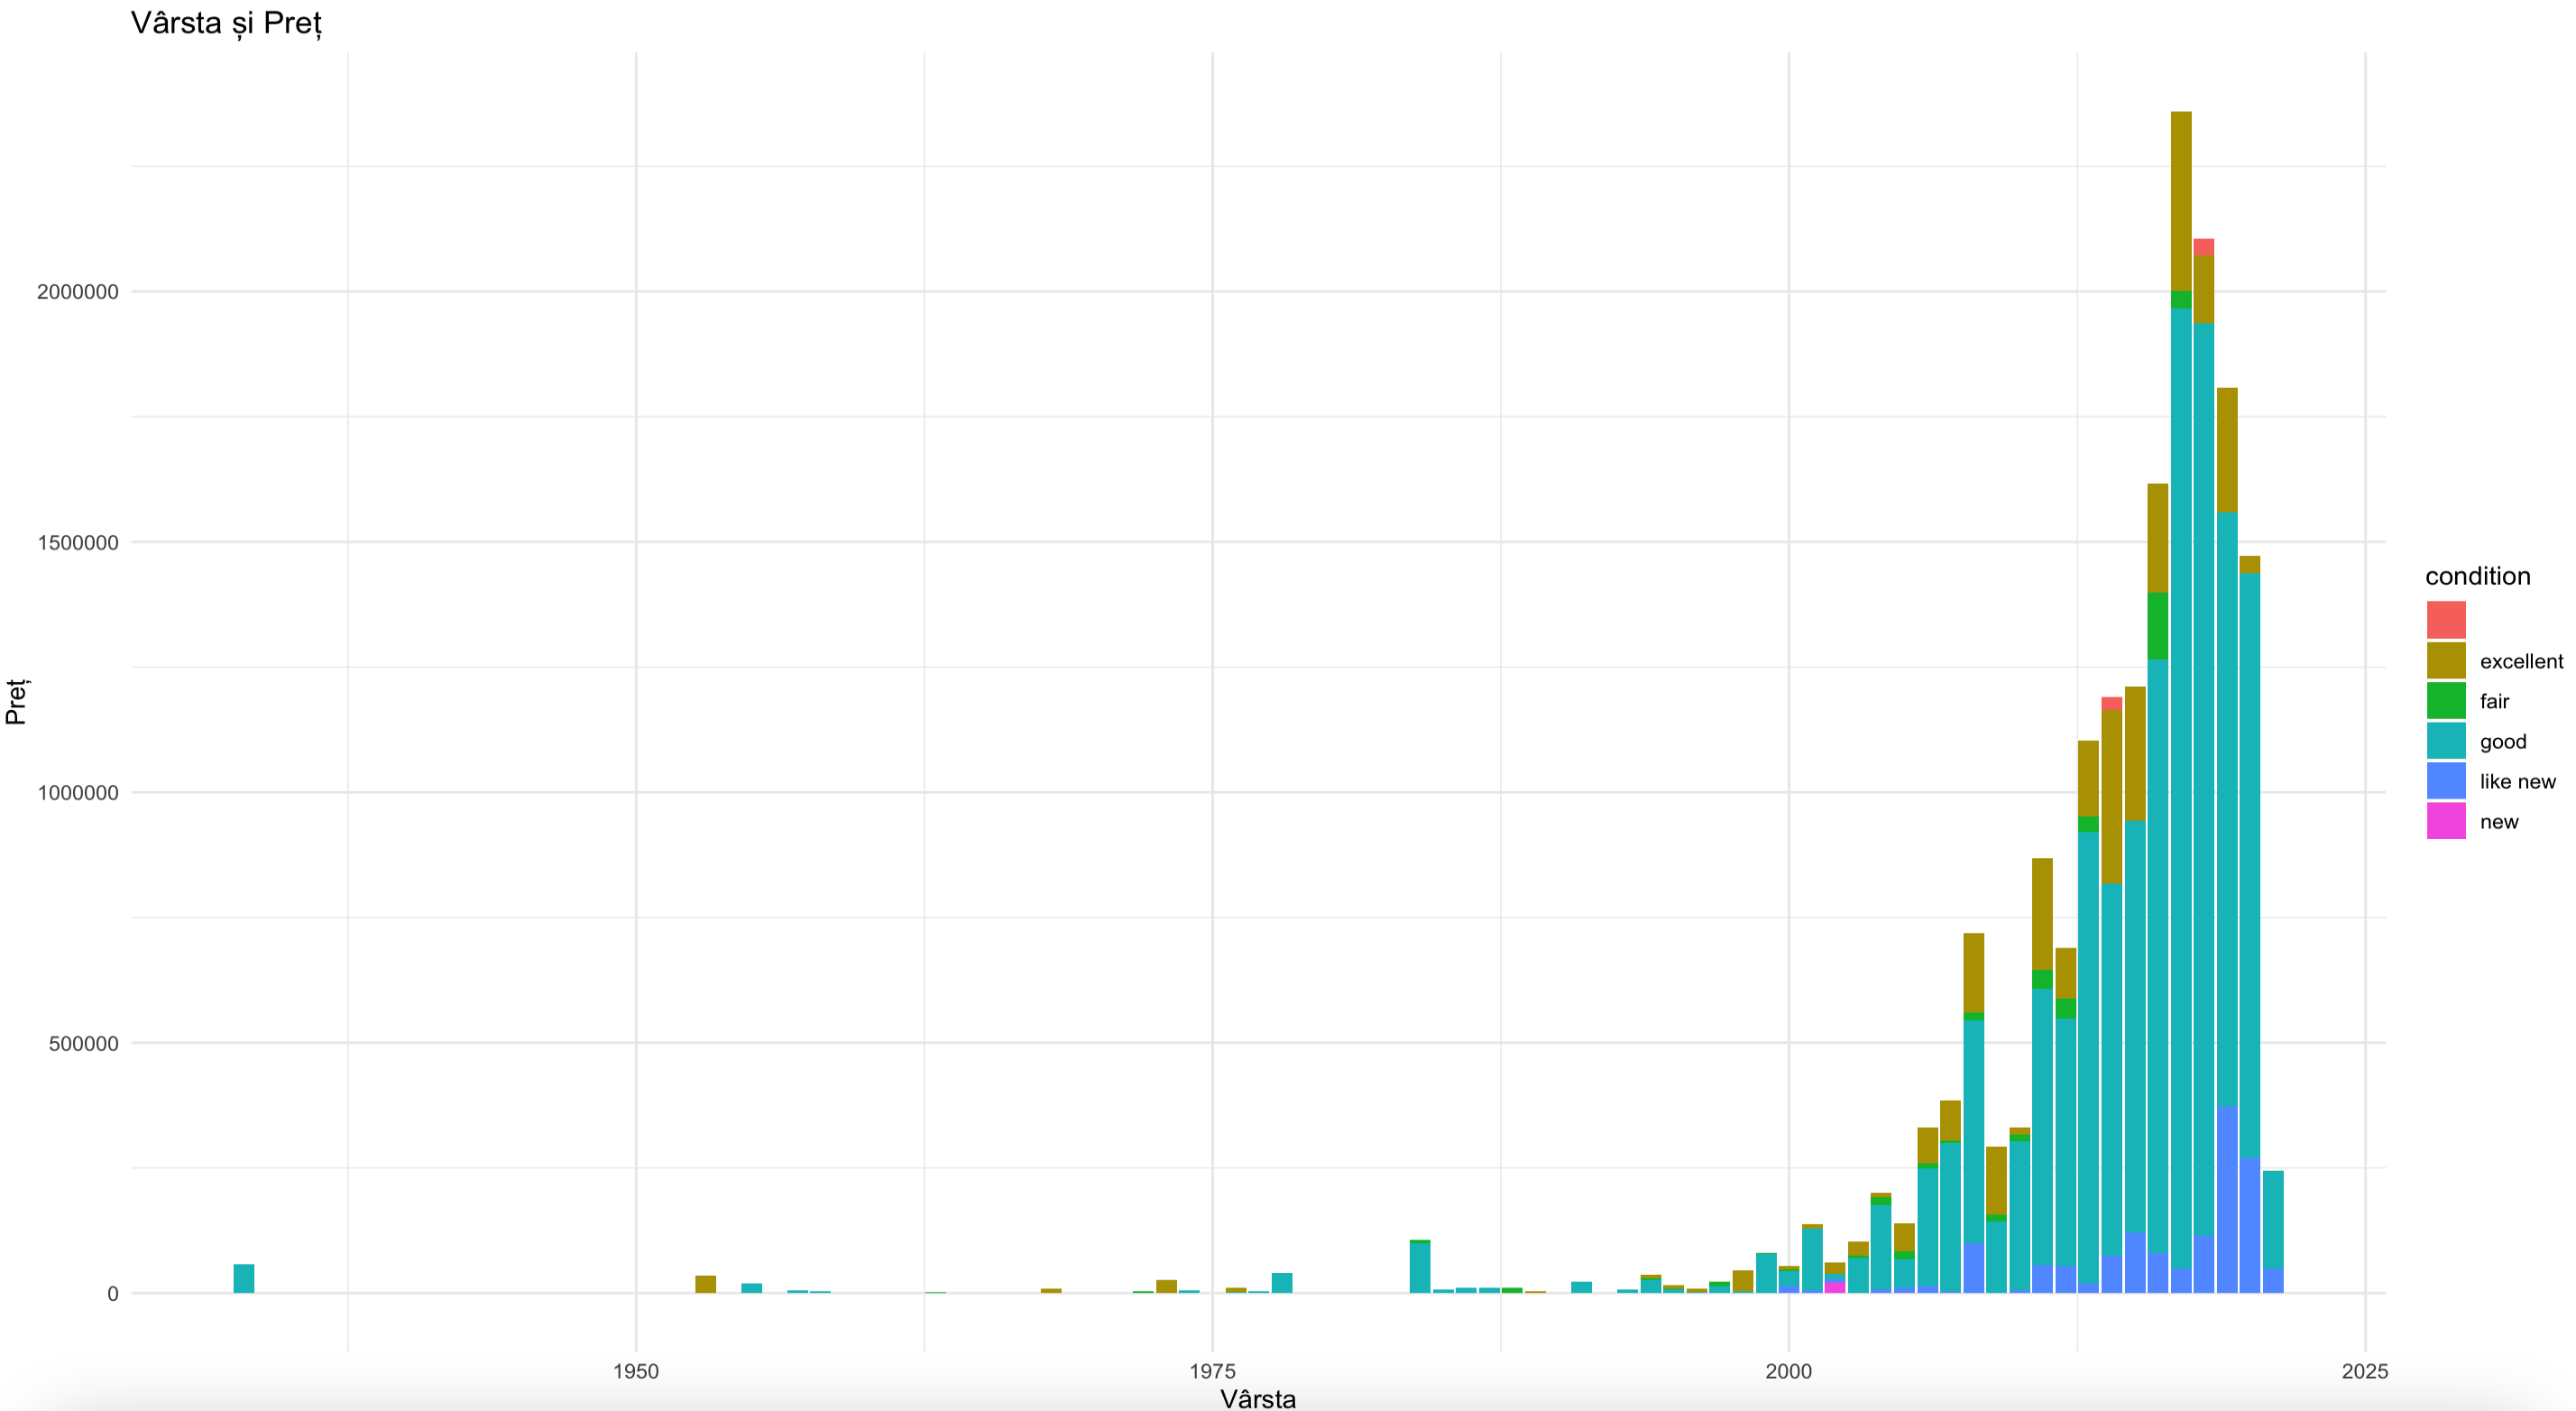 Vârsta și Preț
2000000
1500000
1000000
500000
0
Preț
1950
1975
2000
2025
Vârsta
condition
excellent
fair
good
like new
new